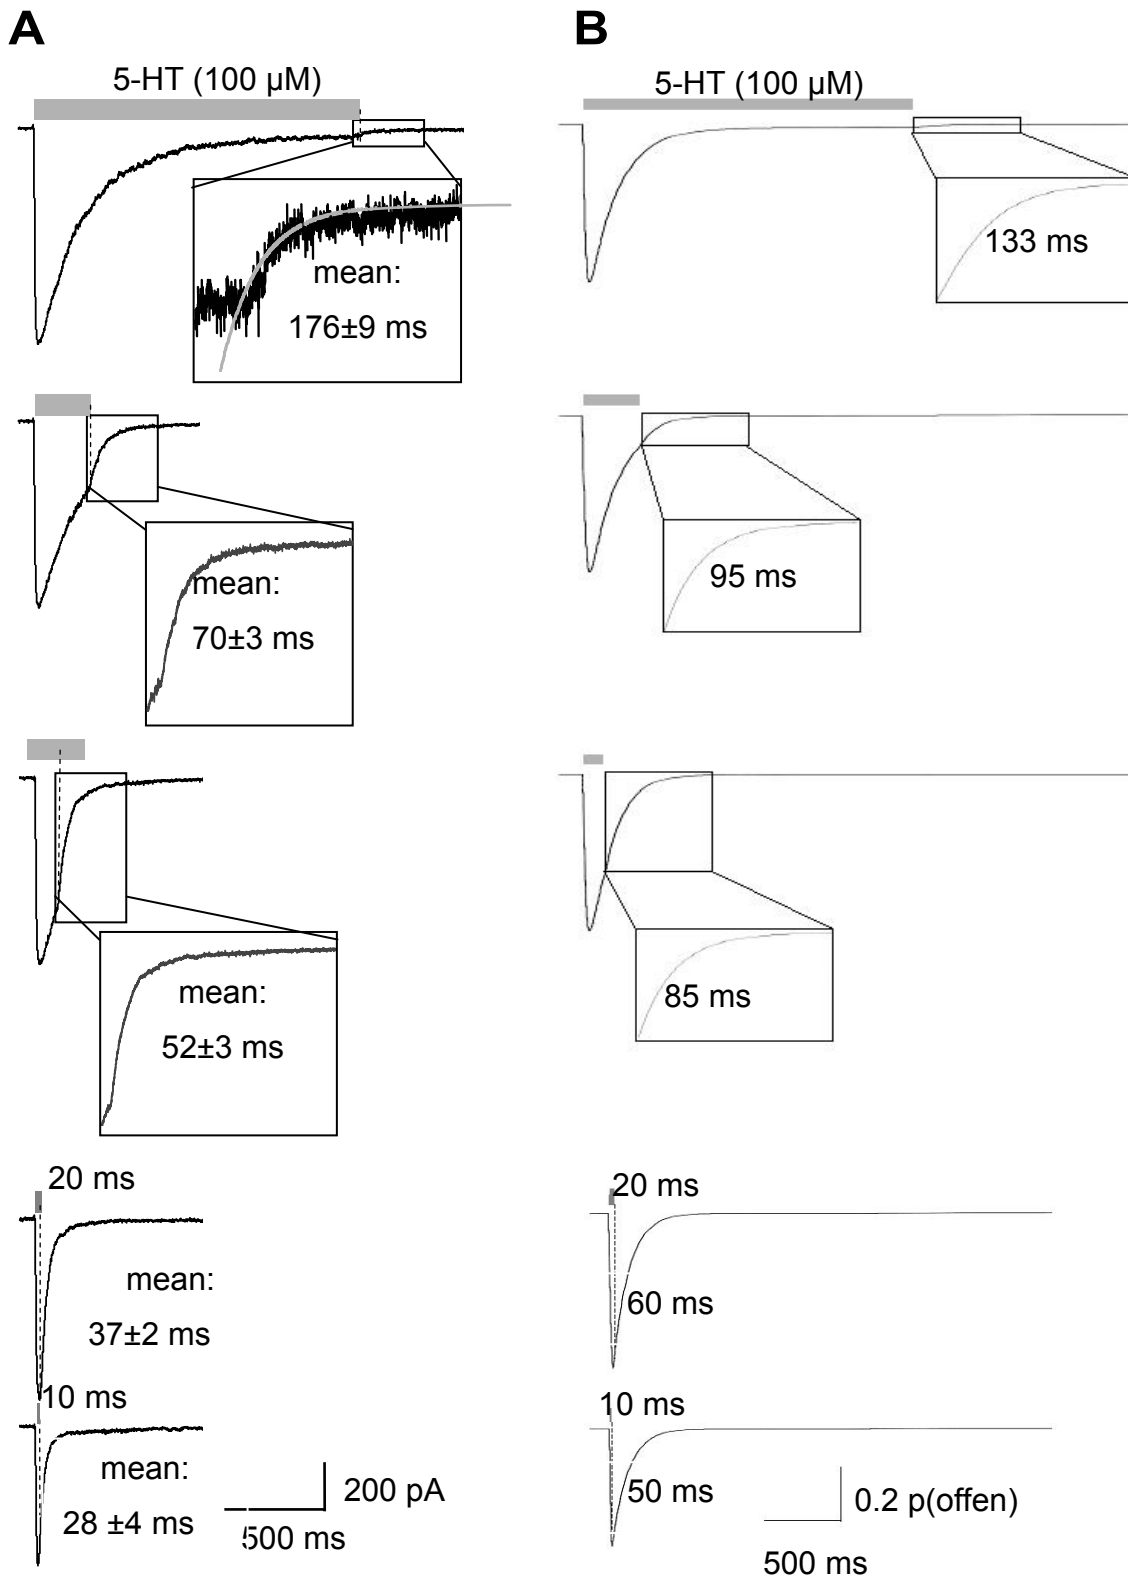 A
B
5-HT (100 µM)
5-HT (100 µM)
mean:
176±9 ms
133 ms
mean:
70±3 ms
95 ms
mean:
52±3 ms
85 ms
20 ms
mean:
37±2 ms
20 ms
60 ms
10 ms
mean:
28 ±4 ms
200 pA
500 ms
10 ms
50 ms
0.2 p(offen)
500 ms